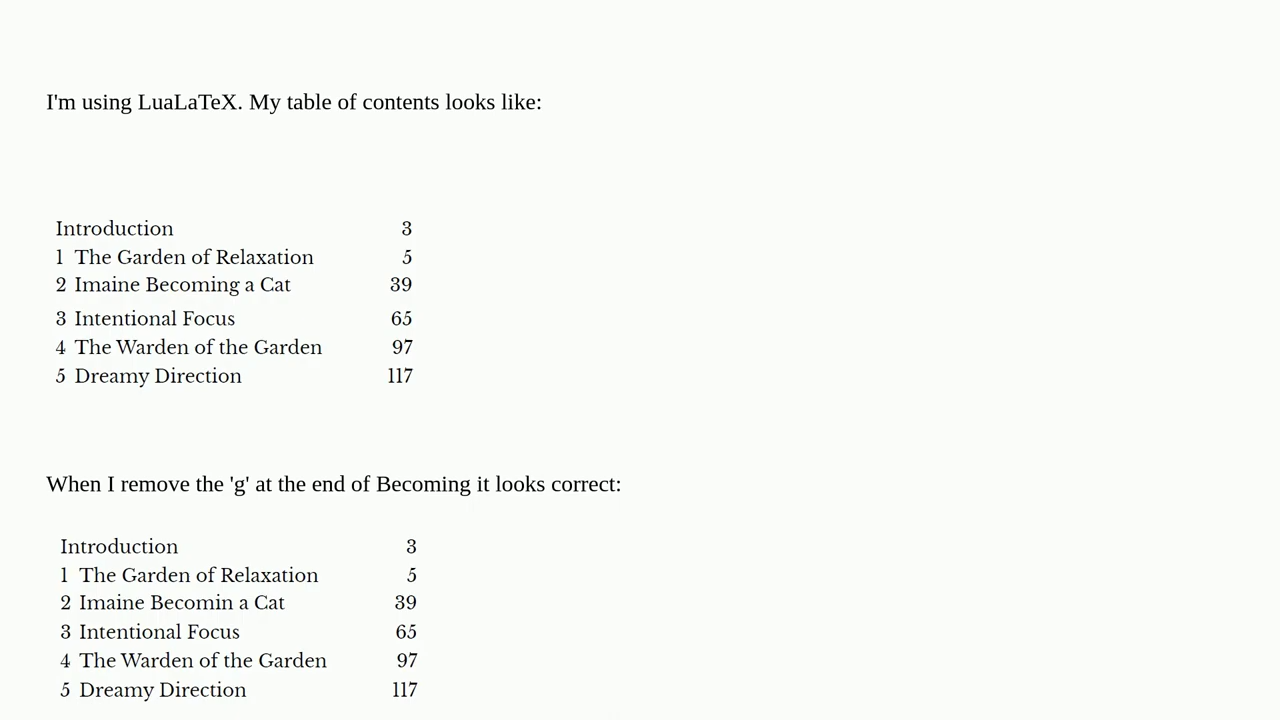 I'm using LuaLaTeX. My table of contents looks like:
Introduction 3
1 The Garden of Relaxation 5
2 Imaine Becoming a Cat 39
3 Intentional Focus 65
4 The Warden of the Garden 97
5 Dreamy Direction 117
When I remove the 'g' at the end of Becoming it looks correct:
Introduction 3
1 The Garden of Relaxation 5
2 Imaine Becomin a Cat 39
3 Intentional Focus 65
4 The Warden of the Garden 97
5 Dreamy Direction 117